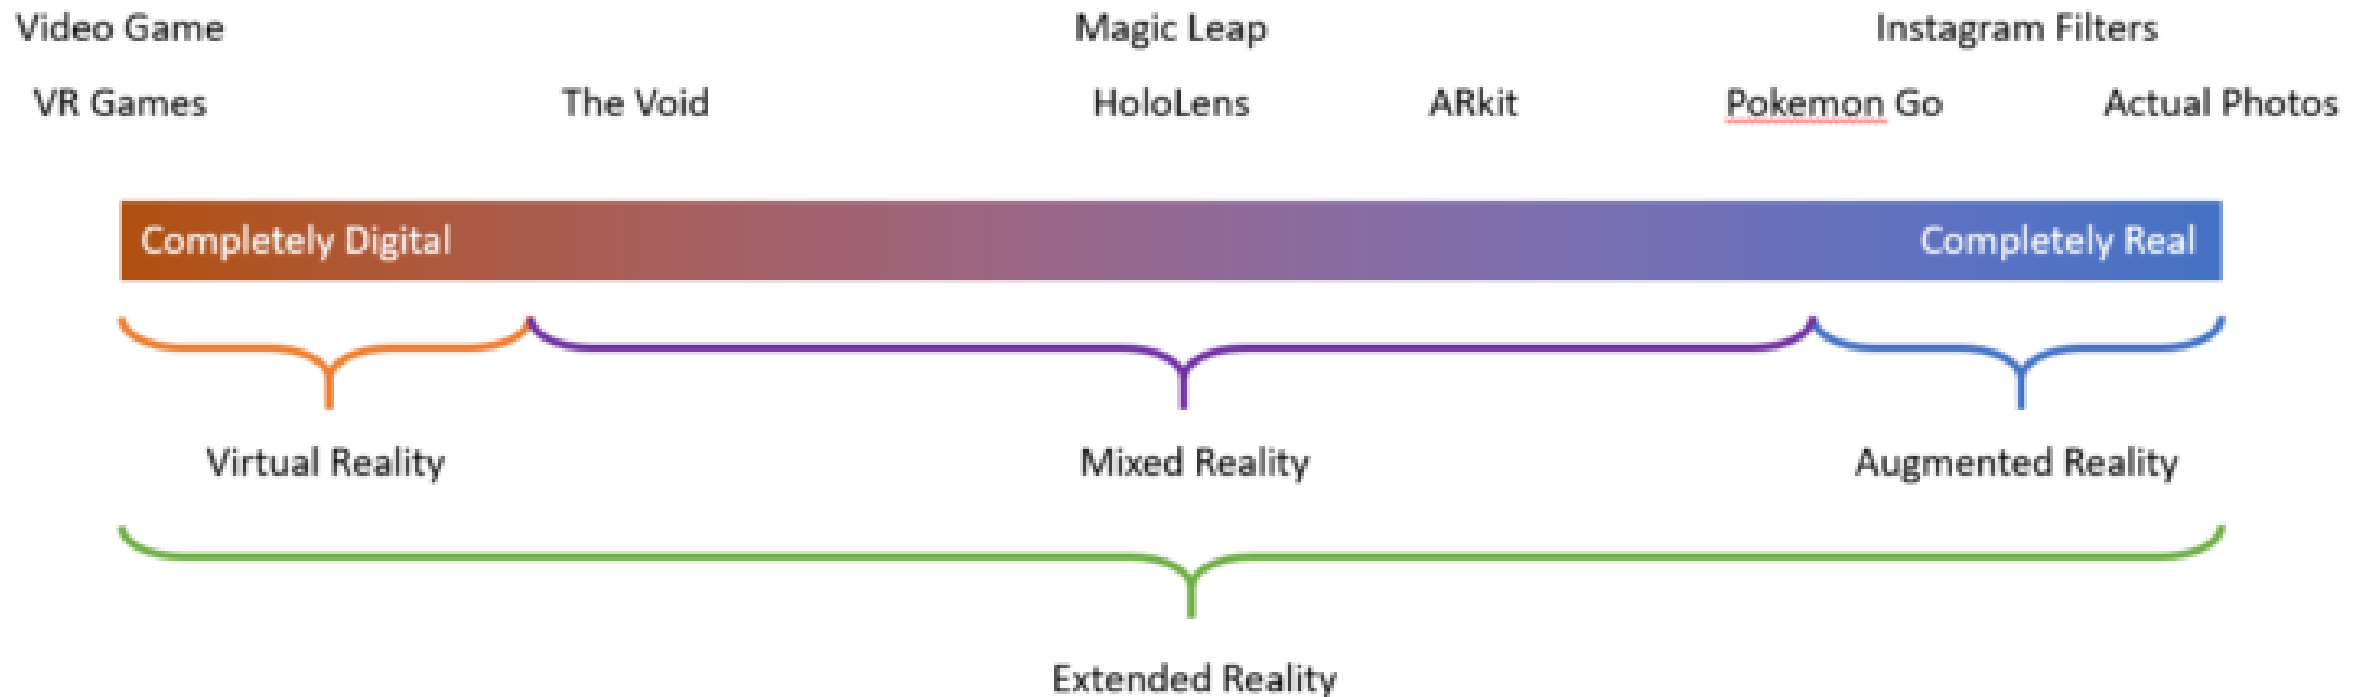 Video Game Magic Leap Instagram Filters
VR Games The Void HoloLens ARkit Pokemon Go Actual Photos
Completely Digital Completely Real
Virtual Reality Mixed Reality Augmented Reality
Extended Reality